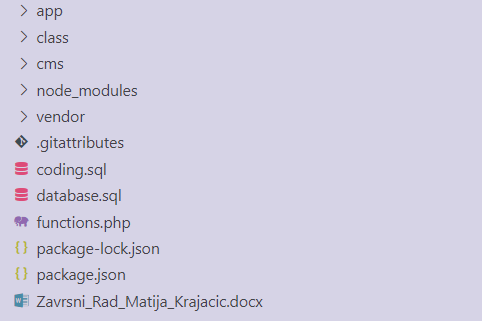 app
class
cms
node_modules
vendor
.gitattributes
coding.sql
database.sql
functions.php
package-lock.json
package.json
Zavrsni_Rad_Matija_Krajacic.docx